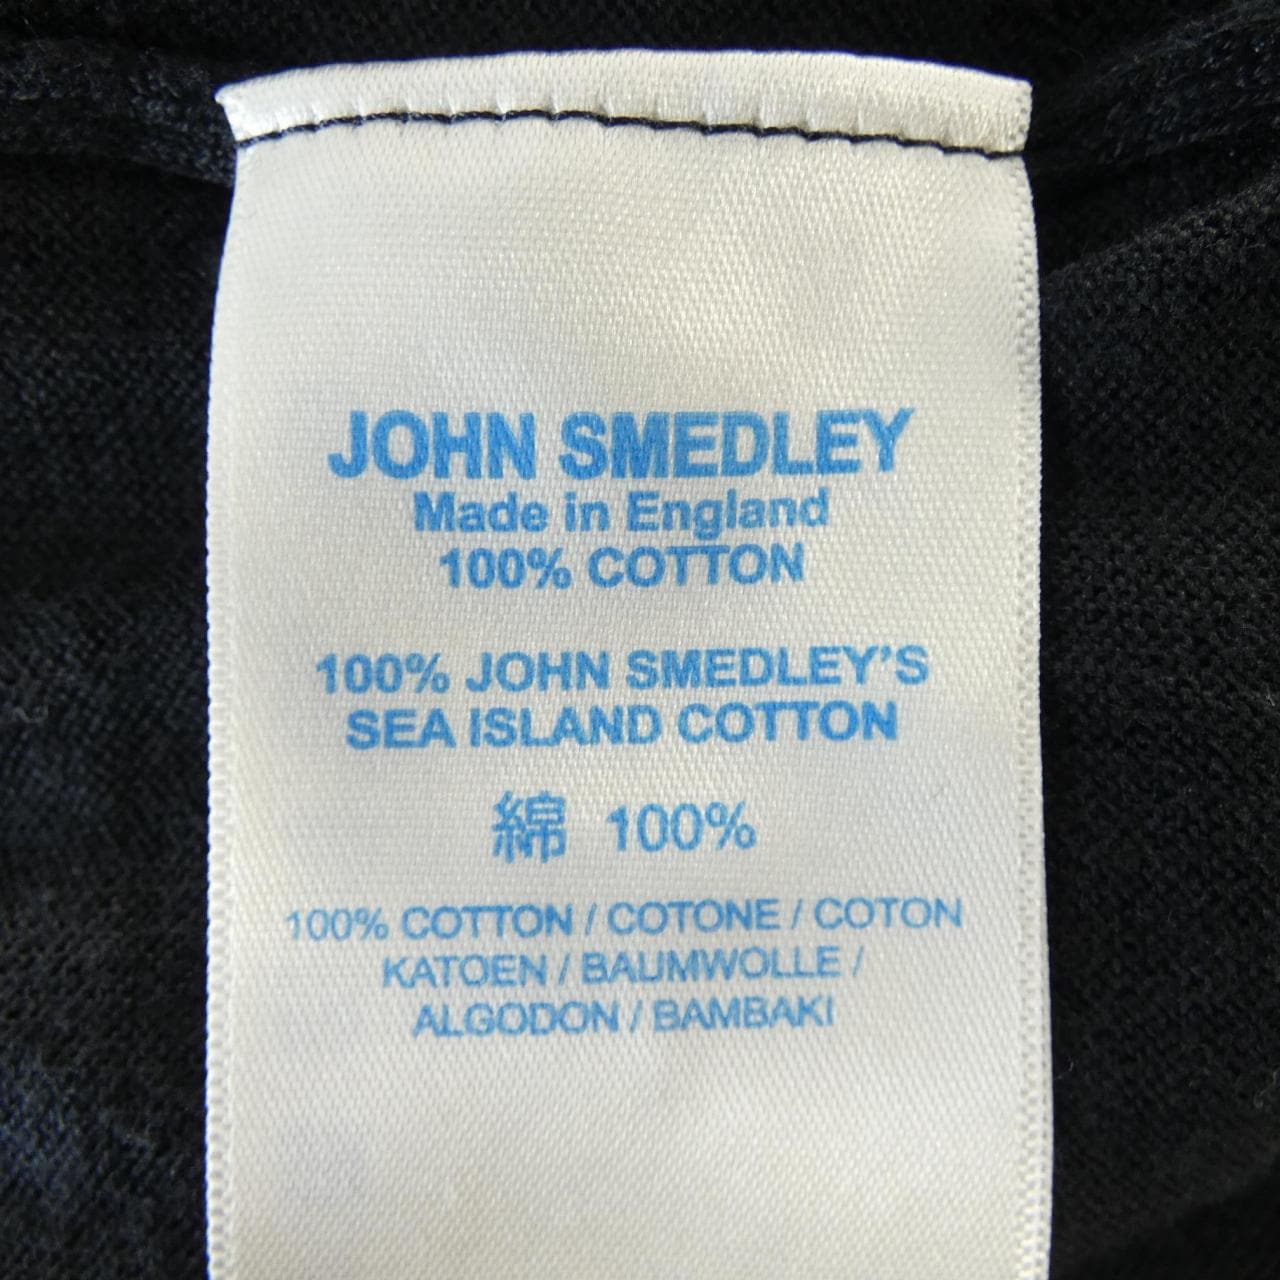 JOHN SMEDLEY
Made in England
100% COTTON
100% JOHN SMEDLEY'S
SEA ISLAND COTTON
綿 100%
100% COTTON / COTONE / COTON
KATOEN / BAUMWOLLE /
ALGODON / BAMBAKI